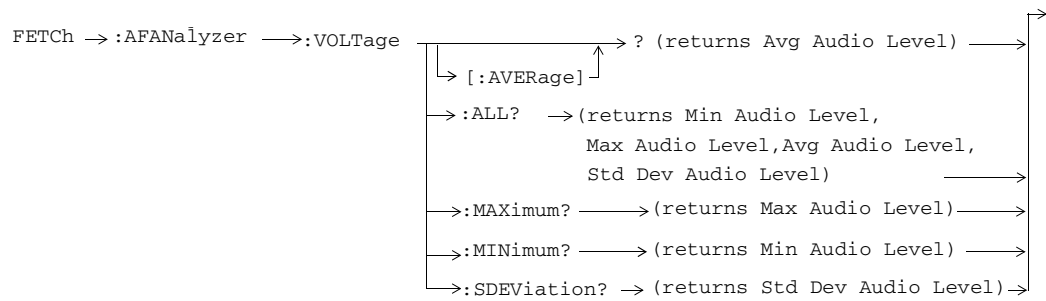 FETCh :AFANalyzer :VOLTage ? (returns Avg Audio Level)
[:AVERage]
:ALL? (returns Min Audio Level,
Max Audio Level,Avg Audio Level,
Std Dev Audio Level)
:MAXimum? (returns Max Audio Level)
:MINimum? (returns Min Audio Level)
:SDEViation? (returns Std Dev Audio Level)